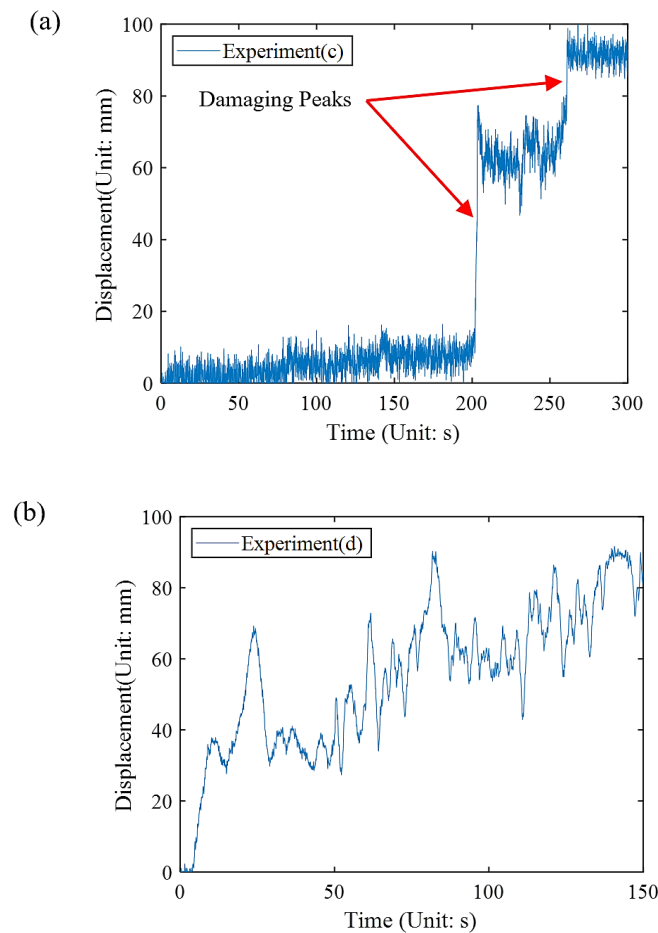 (a)
100
Experiment(c)
80
Damaging Peaks
60
40
20
0
0 50 100 150 200 250 300
Displacement(Unit: mm)
Time (Unit: s)
(b)
100
Experiment(d)
80
60
40
20
0
0 50 100 150
Displacement(Unit: mm)
Time (Unit: s)